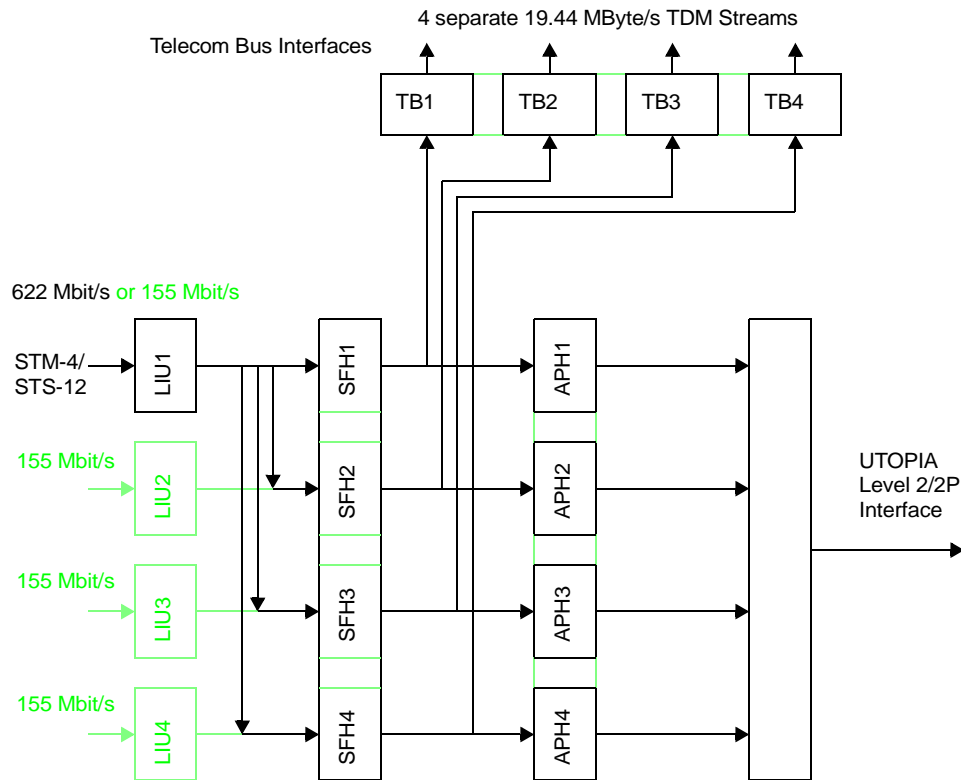 4 separate 19.44 MByte/s TDM Streams
Telecom Bus Interfaces
TB1
TB2
TB3
TB4
622 Mbit/s or 155 Mbit/s
STM-4/
STS-12
LIU1
SFH1
APH1
155 Mbit/s
LIU2
SFH2
APH2
UTOPIA
Level 2/2P
Interface
155 Mbit/s
LIU3
SFH3
APH3
155 Mbit/s
LIU4
SFH4
APH4